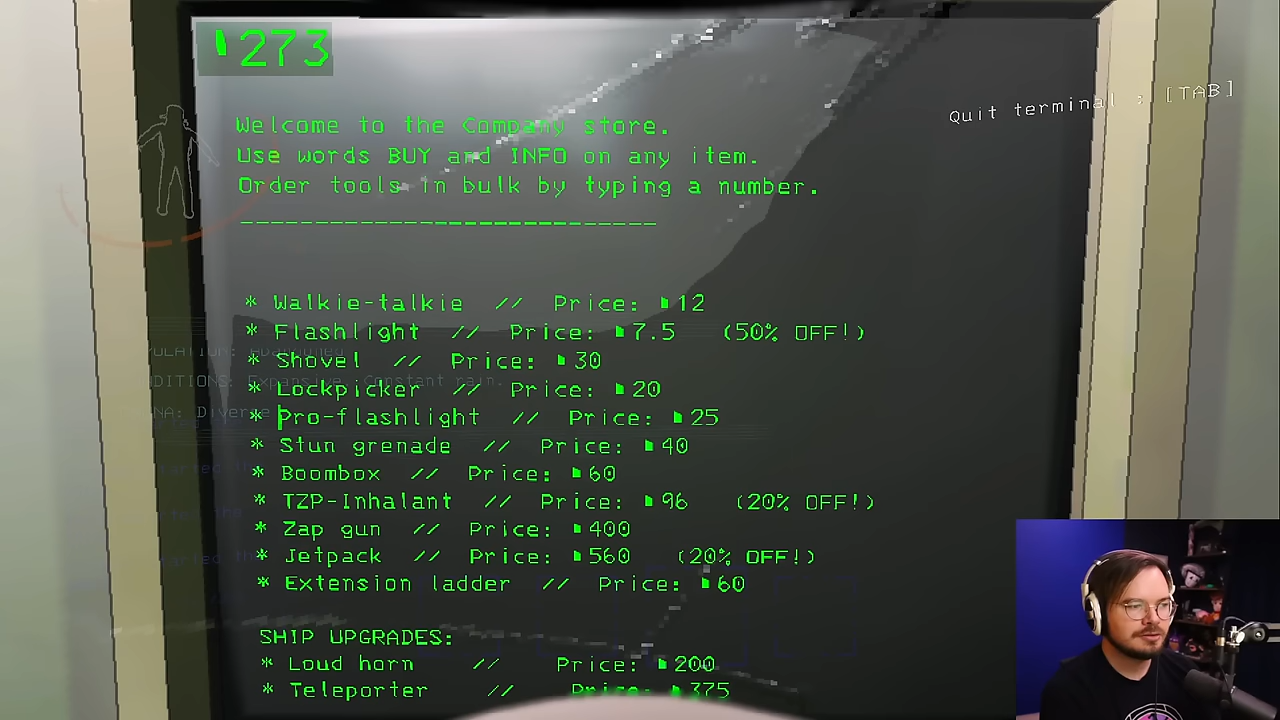 273
Quit terminal : [TAB]
Welcome to the Company store.
Use words BUY and INFO on any item.
Order tools in bulk by typing a number.
----------------------------
* Walkie-talkie // Price: 12
* Flashlight // Price: 7.5 (50% OFF!)
* Shovel // Price: 30
* Lockpicker // Price: 20
* Pro-flashlight // Price: 25
* Stun grenade // Price: 40
* Boombox // Price: 60
* TZP-Inhalant // Price: 96 (20% OFF!)
* Zap gun // Price: 400
* Jetpack // Price: 560 (20% OFF!)
* Extension ladder // Price: 60
SHIP UPGRADES:
* Loud horn // Price: 200
* Teleporter // Price: 375